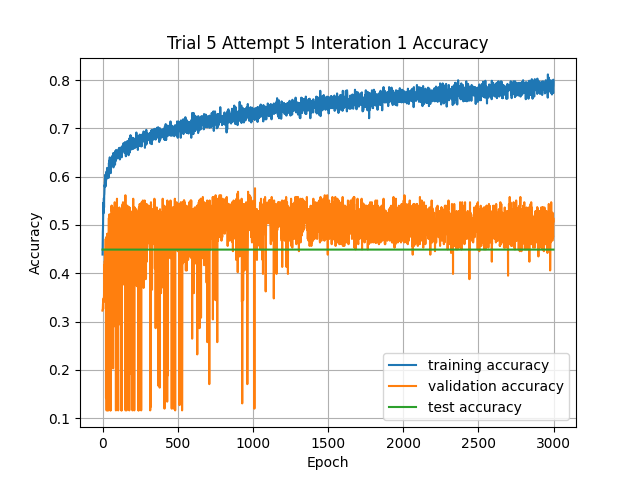 Trial 5 Attempt 5 Interation 1 Accuracy
Accuracy
0.8
0.7
0.6
0.5
0.4
0.3
0.2
0.1
training accuracy
validation accuracy
test accuracy
0 500 1000 1500 2000 2500 3000
Epoch